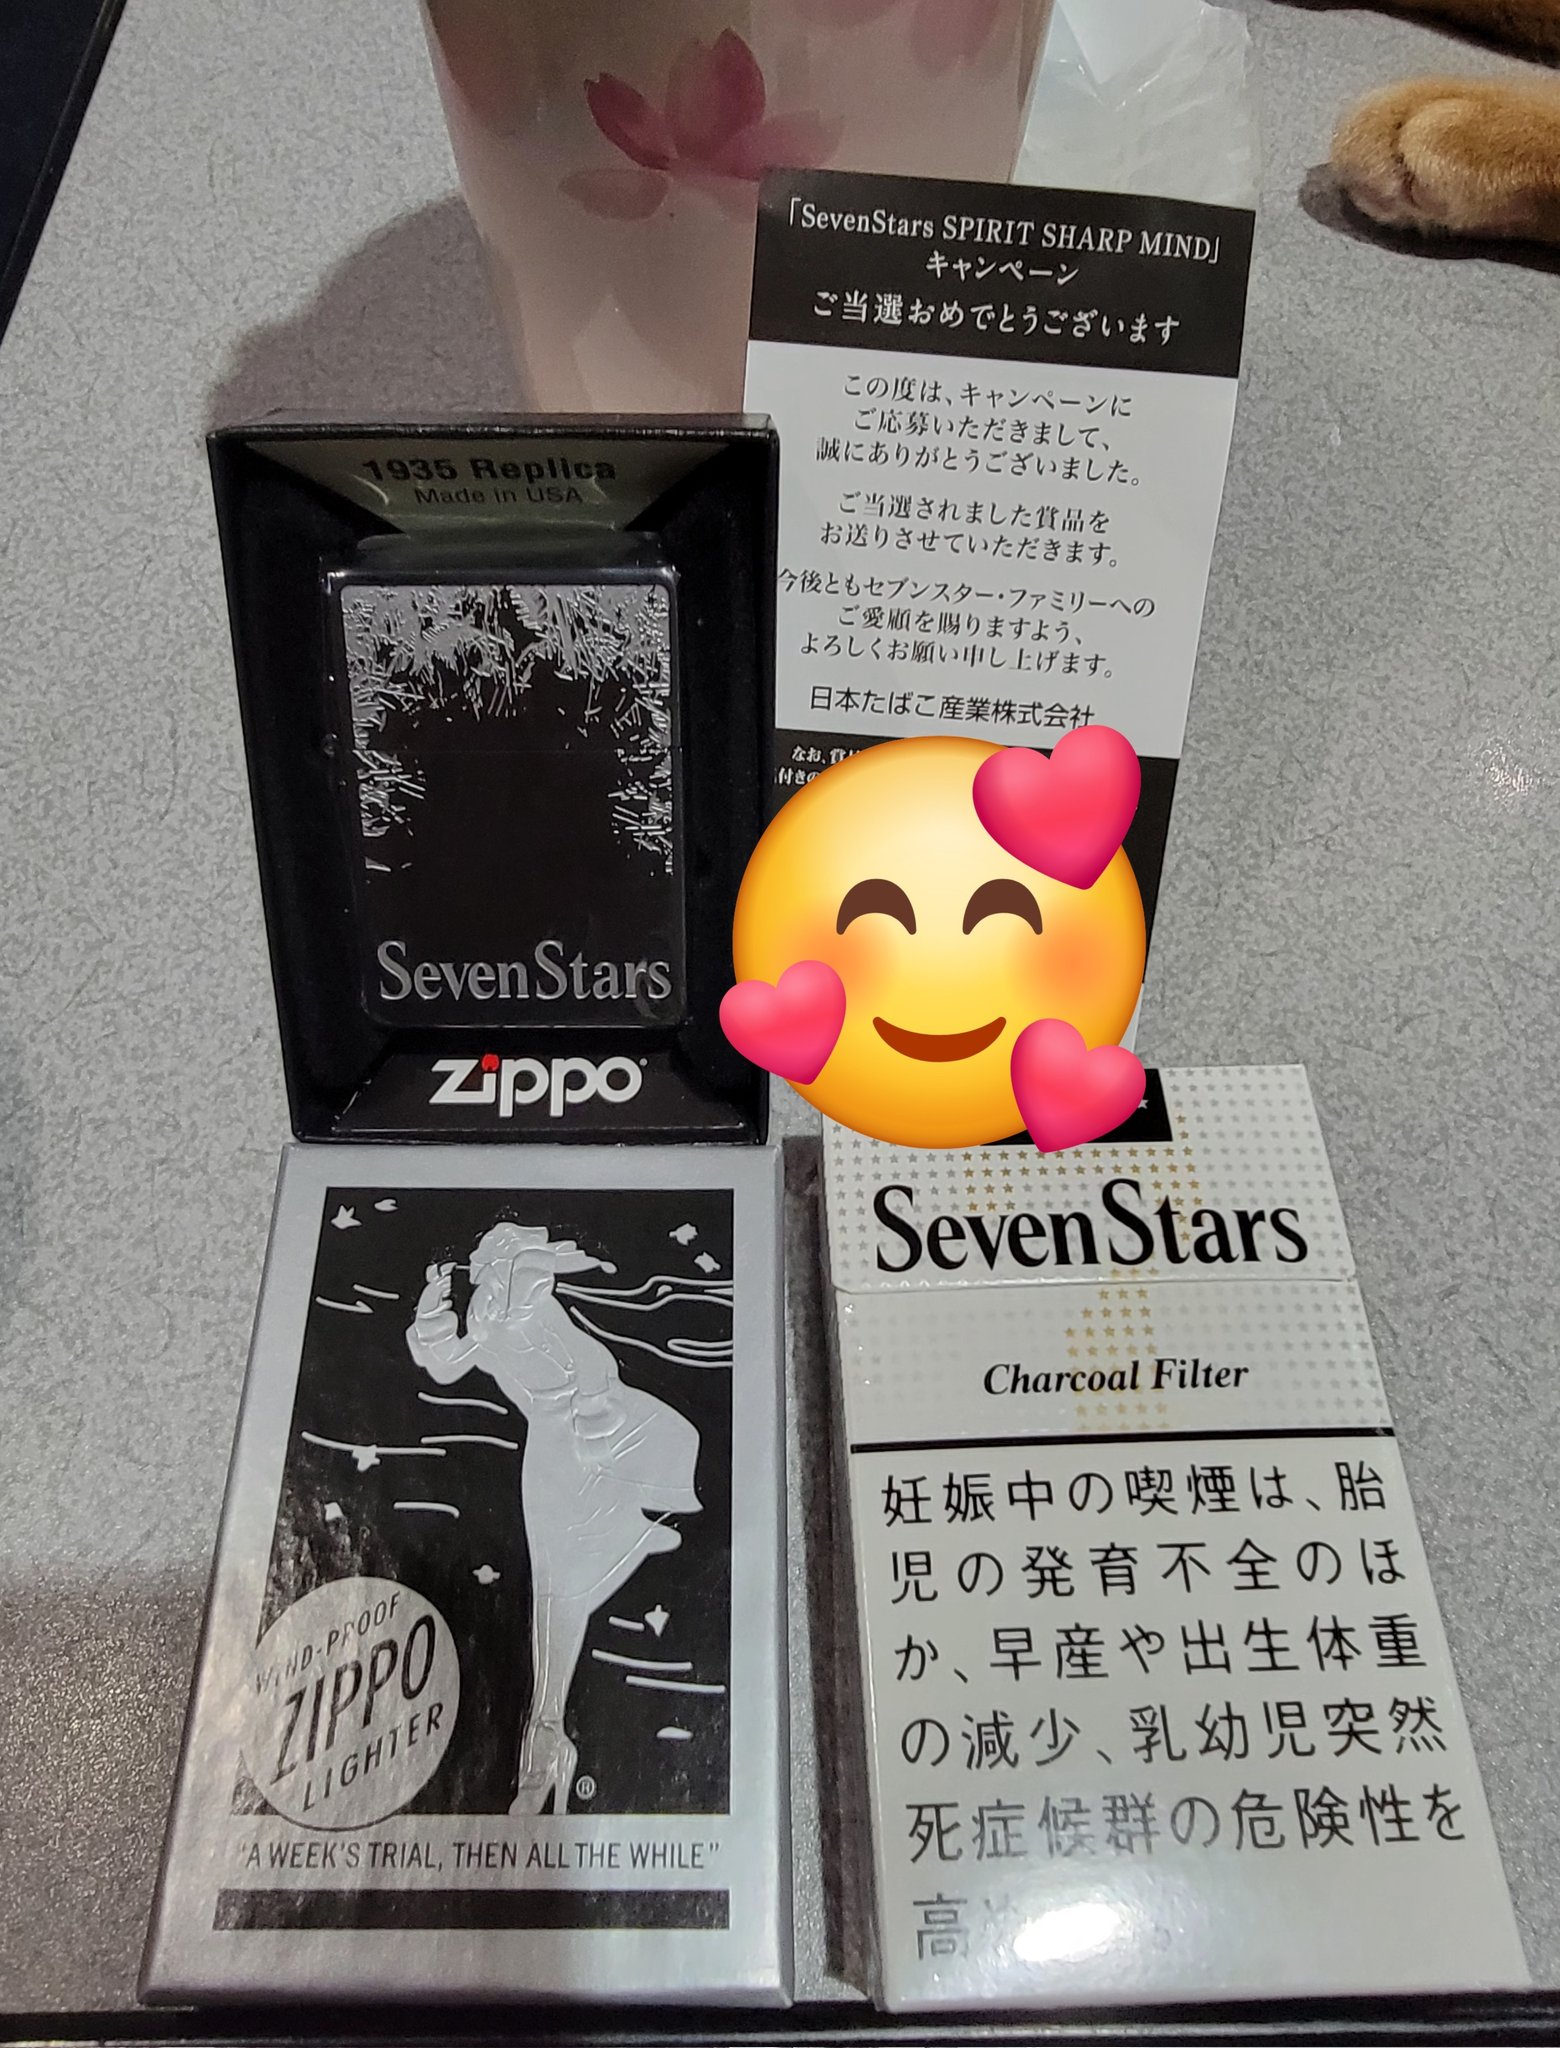 「SevenStars SPIRIT SHARP MIND」
キャンペーン
ご当選おめでとうございます
この度は、キャンペーンに
ご応募いただきまして、
誠にありがとうございました。
ご当選されました賞品を
お送りさせていただきます。
今後ともセブンスター・ファミリーへの
ご愛顧を賜りますよう、
よろしくお願い申し上げます。
日本たばこ産業株式会社
なお、賞
付きの
1935 Replica
Made in USA
SevenStars
zippo
WIND-PROOF
ZIPPO
LIGHTER
®
"A WEEK'S TRIAL, THEN ALL THE WHILE"
SevenStars
Charcoal Filter
妊娠中の喫煙は、胎
児の発育不全のほ
か、早産や出生体重
の減少、乳幼児突然
死症候群の危険性を
高